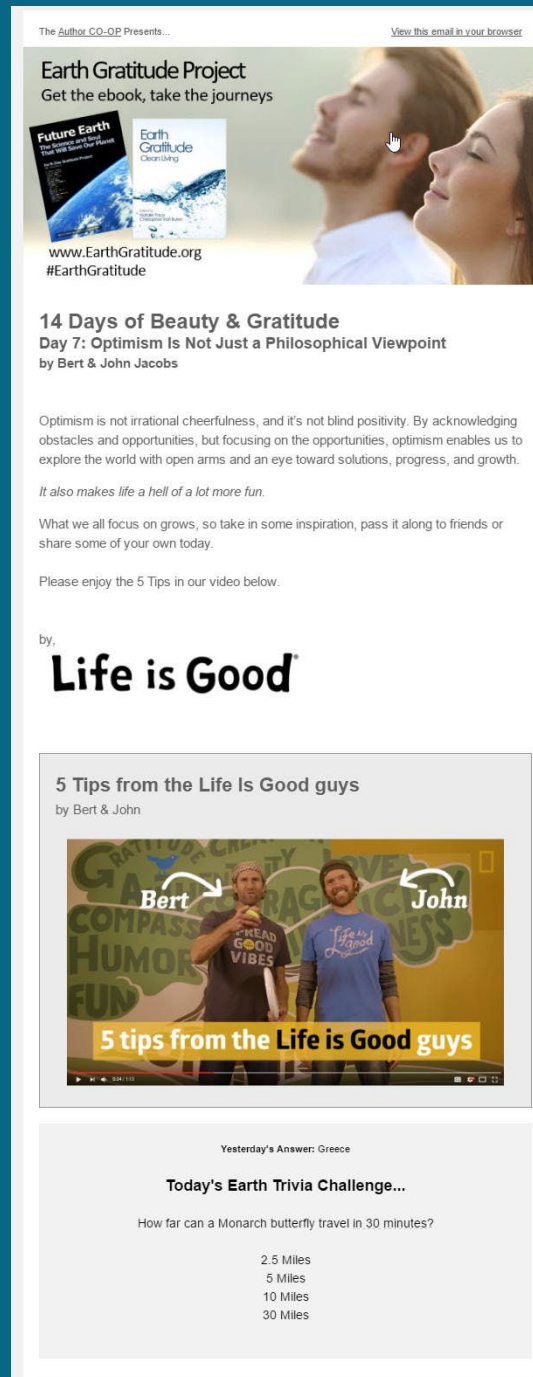 The Author CO-OP Presents...
View this email in your browser
Earth Gratitude Project
Get the ebook, take the journeys
Future Earth
The Science and Soul
That Will Save Our Planet
Earth
Gratitude
Clean Living
www.EarthGratitude.org
#EarthGratitude
14 Days of Beauty & Gratitude
Day 7: Optimism Is Not Just a Philosophical Viewpoint
by Bert & John Jacobs
Optimism is not irrational cheerfulness, and it's not blind positivity. By acknowledging
obstacles and opportunities, but focusing on the opportunities, optimism enables us to
explore the world with open arms and an eye toward solutions, progress, and growth.
It also makes life a hell of a lot more fun.
What we all focus on grows, so take in some inspiration, pass it along to friends or
share some of your own today.
Please enjoy the 5 Tips in our video below.
by,
Life is Good®
5 Tips from the Life Is Good guys
by Bert & John
Bert
John
COMPASS
HUMOR
FUN
GOOD
VIBES
Life is
good
5 tips from the Life is Good guys
0:04 / 1:13
Yesterday's Answer: Greece
Today's Earth Trivia Challenge...
How far can a Monarch butterfly travel in 30 minutes?
2.5 Miles
5 Miles
10 Miles
30 Miles